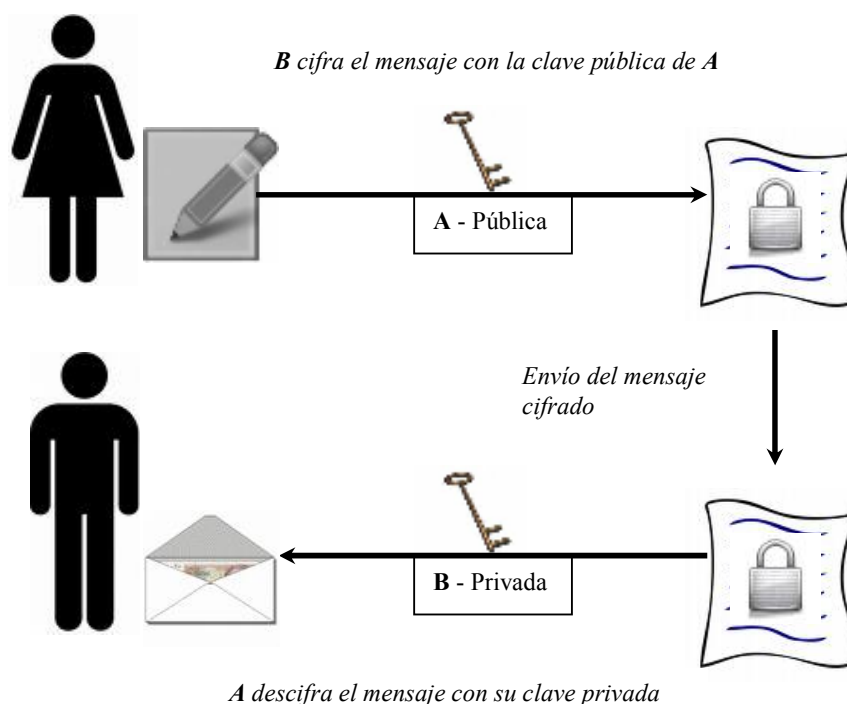 B cifra el mensaje con la clave pública de A
A - Pública
Envío del mensaje
cifrado
B - Privada
A descifra el mensaje con su clave privada